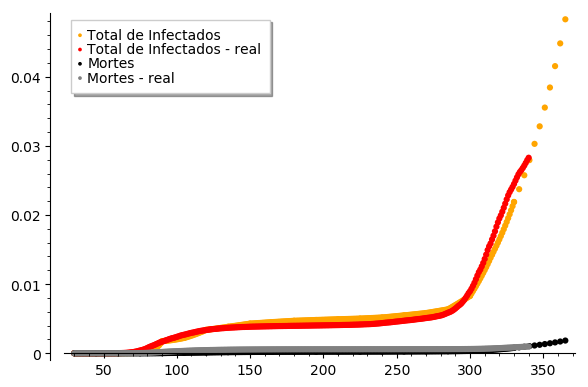 Total de Infectados
Total de Infectados - real
Mortes
Mortes - real
0.04
0.03
0.02
0.01
0
50 100 150 200 250 300 350